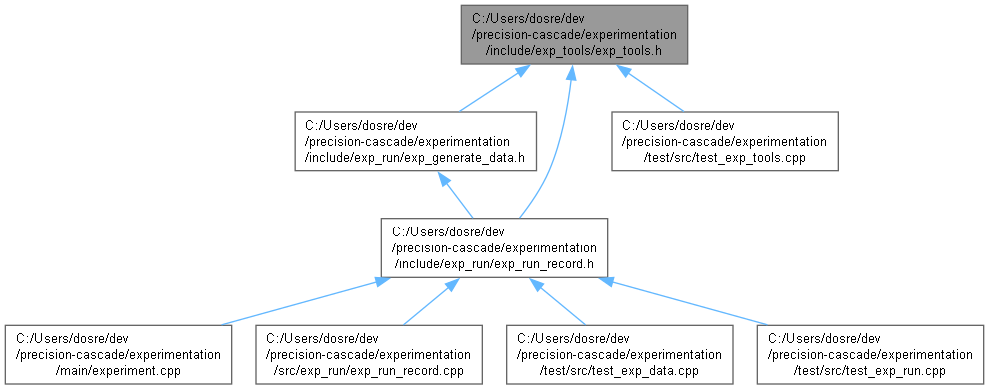 C:/Users/dosre/dev
/precision-cascade/experimentation
/include/exp_tools/exp_tools.h
C:/Users/dosre/dev
/precision-cascade/experimentation
/include/exp_run/exp_generate_data.h
C:/Users/dosre/dev
/precision-cascade/experimentation
/test/src/test_exp_tools.cpp
C:/Users/dosre/dev
/precision-cascade/experimentation
/include/exp_run/exp_run_record.h
C:/Users/dosre/dev
/precision-cascade/experimentation
/main/experiment.cpp
C:/Users/dosre/dev
/precision-cascade/experimentation
/src/exp_run/exp_run_record.cpp
C:/Users/dosre/dev
/precision-cascade/experimentation
/test/src/test_exp_data.cpp
C:/Users/dosre/dev
/precision-cascade/experimentation
/test/src/test_exp_run.cpp